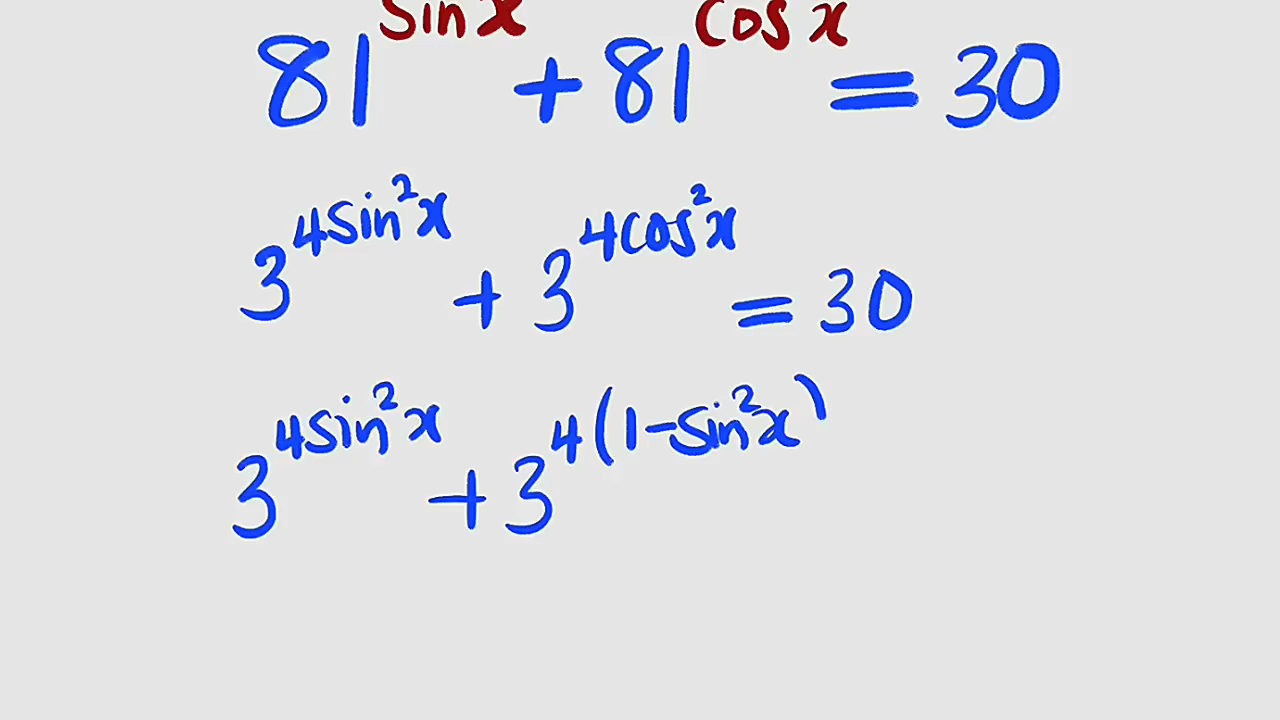 81^sin x + 81^cos x = 30
3^4sin²x + 3^4cos²x = 30
3^4sin²x + 3^4(1-sin²x)